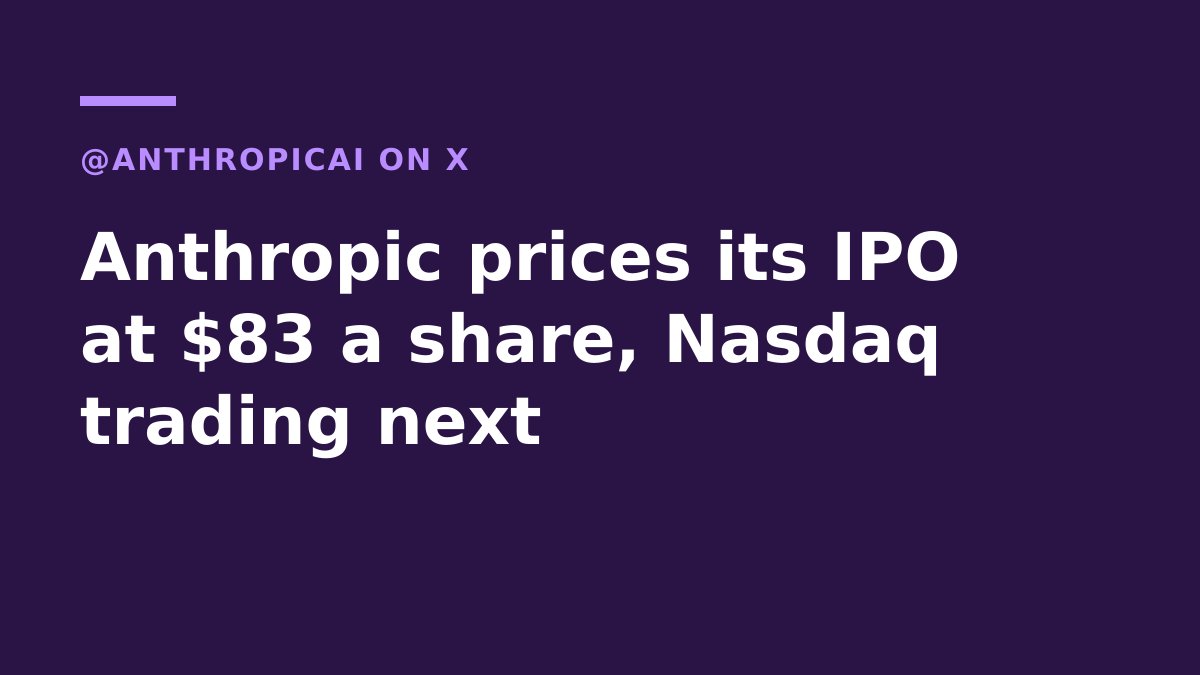 @ANTHROPICAI ON X
Anthropic prices its IPO
at $83 a share, Nasdaq
trading next